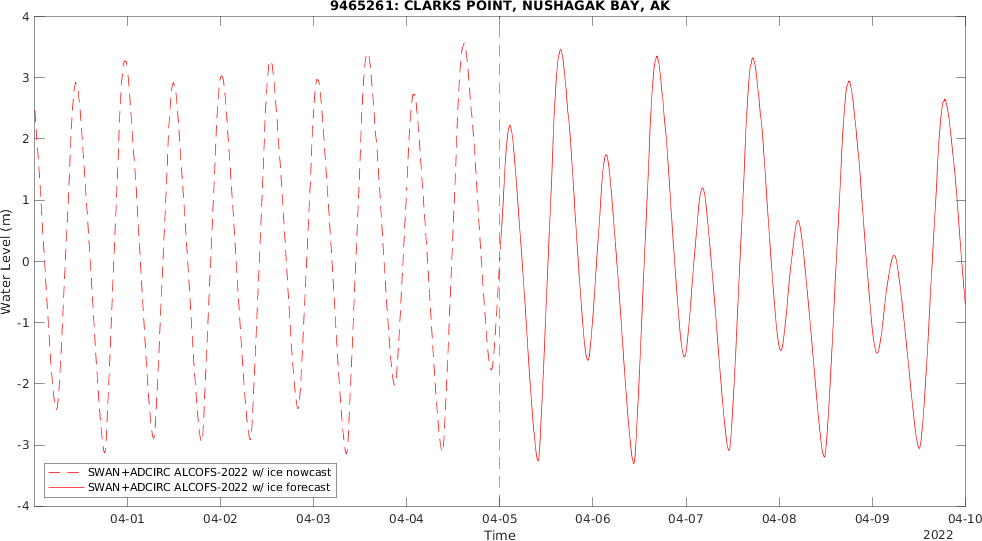 9465261: CLARKS POINT, NUSHAGAK BAY, AK
Water Level (m)
4
3
2
1
0
-1
-2
-3
-4
SWAN+ADCIRC ALCOFS-2022 w/ ice nowcast
SWAN+ADCIRC ALCOFS-2022 w/ ice forecast
04-01 04-02 04-03 04-04 04-05 04-06 04-07 04-08 04-09 04-10
Time
2022